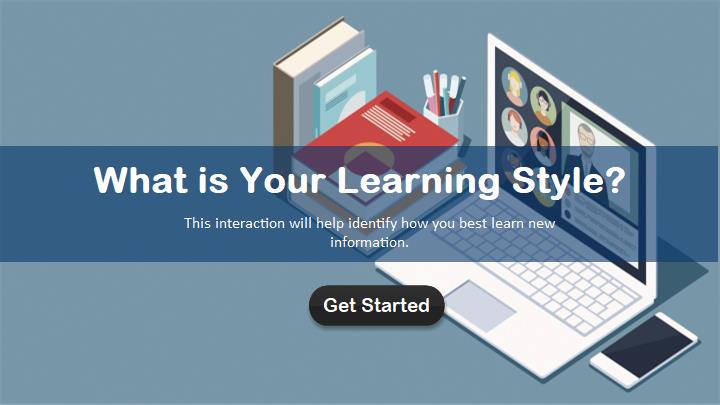 What is Your Learning Style?
This interaction will help identify how you best learn new
information.
Get Started